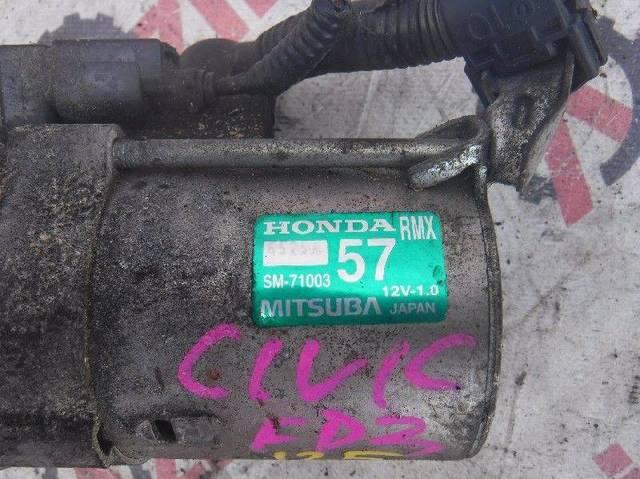 HONDA RMX
57
SM-71003
12V-1.0
MITSUBA JAPAN
CIVIC
FD3